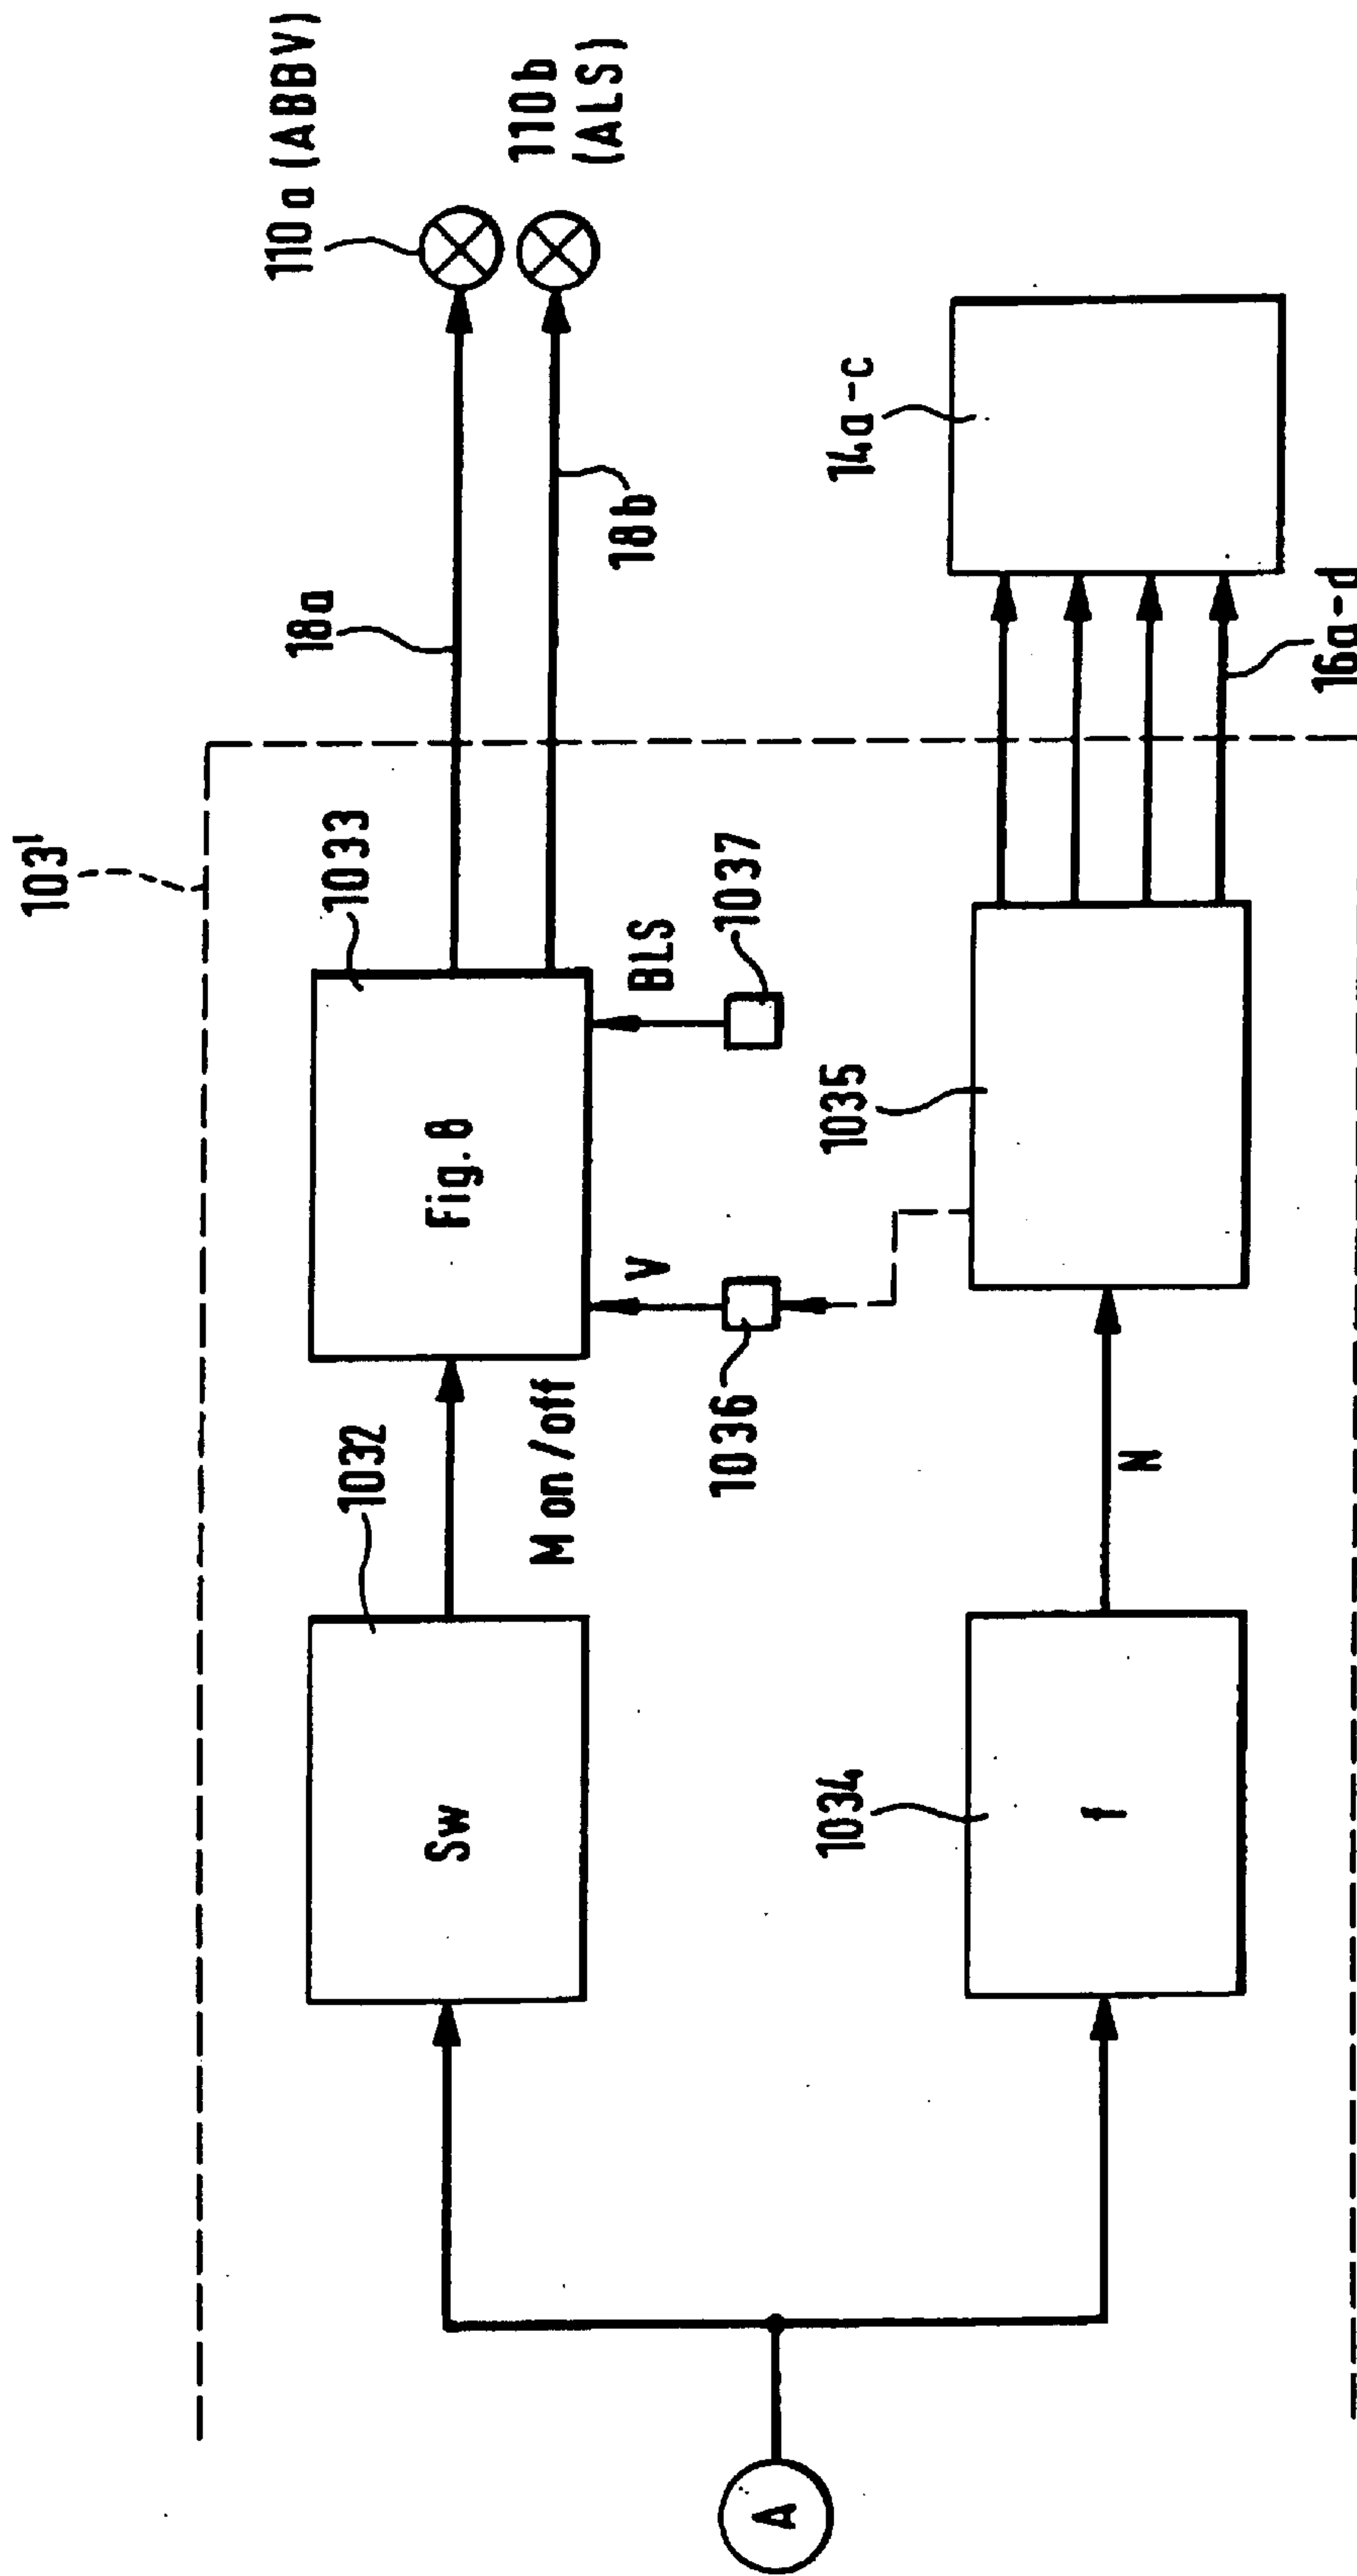 103'
110a (ABBV)
110b
(ALS)
18a
18b
1033
Fig. 8
1032
Sw
M on/off
V
BLS
1036
1037
14a-c
16a-d
1035
N
1034
f
A